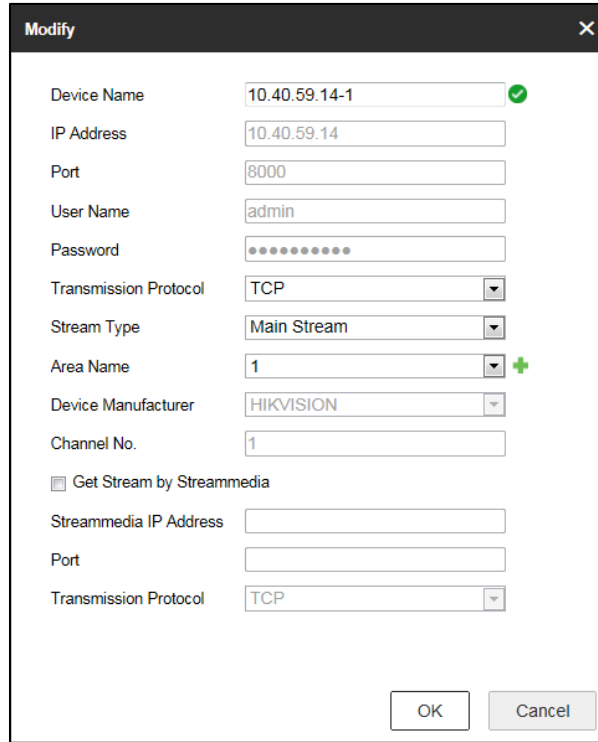 Modify
Device Name 10.40.59.14-1
IP Address 10.40.59.14
Port 8000
User Name admin
Password ●●●●●●●●●●
Transmission Protocol TCP
Stream Type Main Stream
Area Name 1
Device Manufacturer HIKVISION
Channel No. 1
Get Stream by Streammedia
Streammedia IP Address
Port
Transmission Protocol TCP
OK Cancel